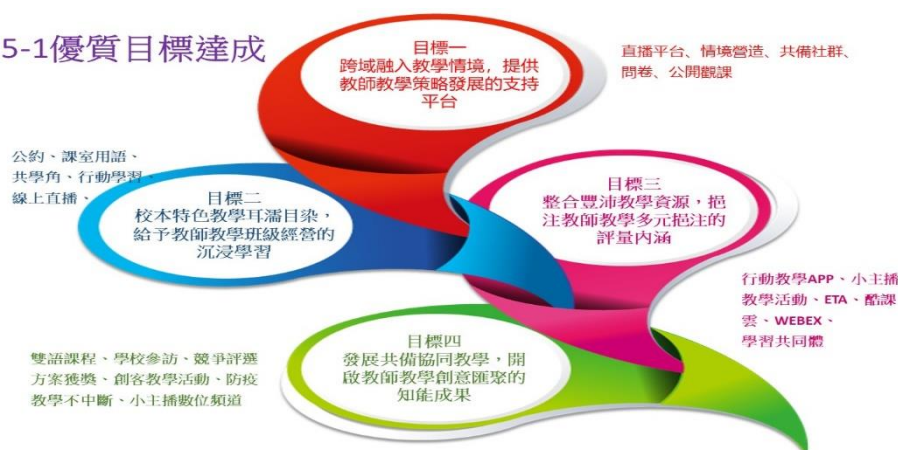 5-1優質目標達成
目標一
跨域融入教學情境，提供
教師教學策略發展的支持
平台
直播平台、情境營造、共備社群、
問卷、公開觀課
公約、課室用語、
共學角、行動學習、
線上直播、
目標二
校本特色教學耳濡目染，
給予教師教學班級經營的
沉浸學習
目標三
整合豐沛教學資源，挹
注教師教學多元挹注的
評量內涵
行動教學APP、小主播
教學活動、ETA、酷課
雲、WEBEX、
學習共同體
目標四
發展共備協同教學，開
啟教師教學創意匯聚的
知能成果
雙語課程、學校參訪、競爭評選
方案獲獎、創客教學活動、防疫
教學不中斷、小主播數位頻道